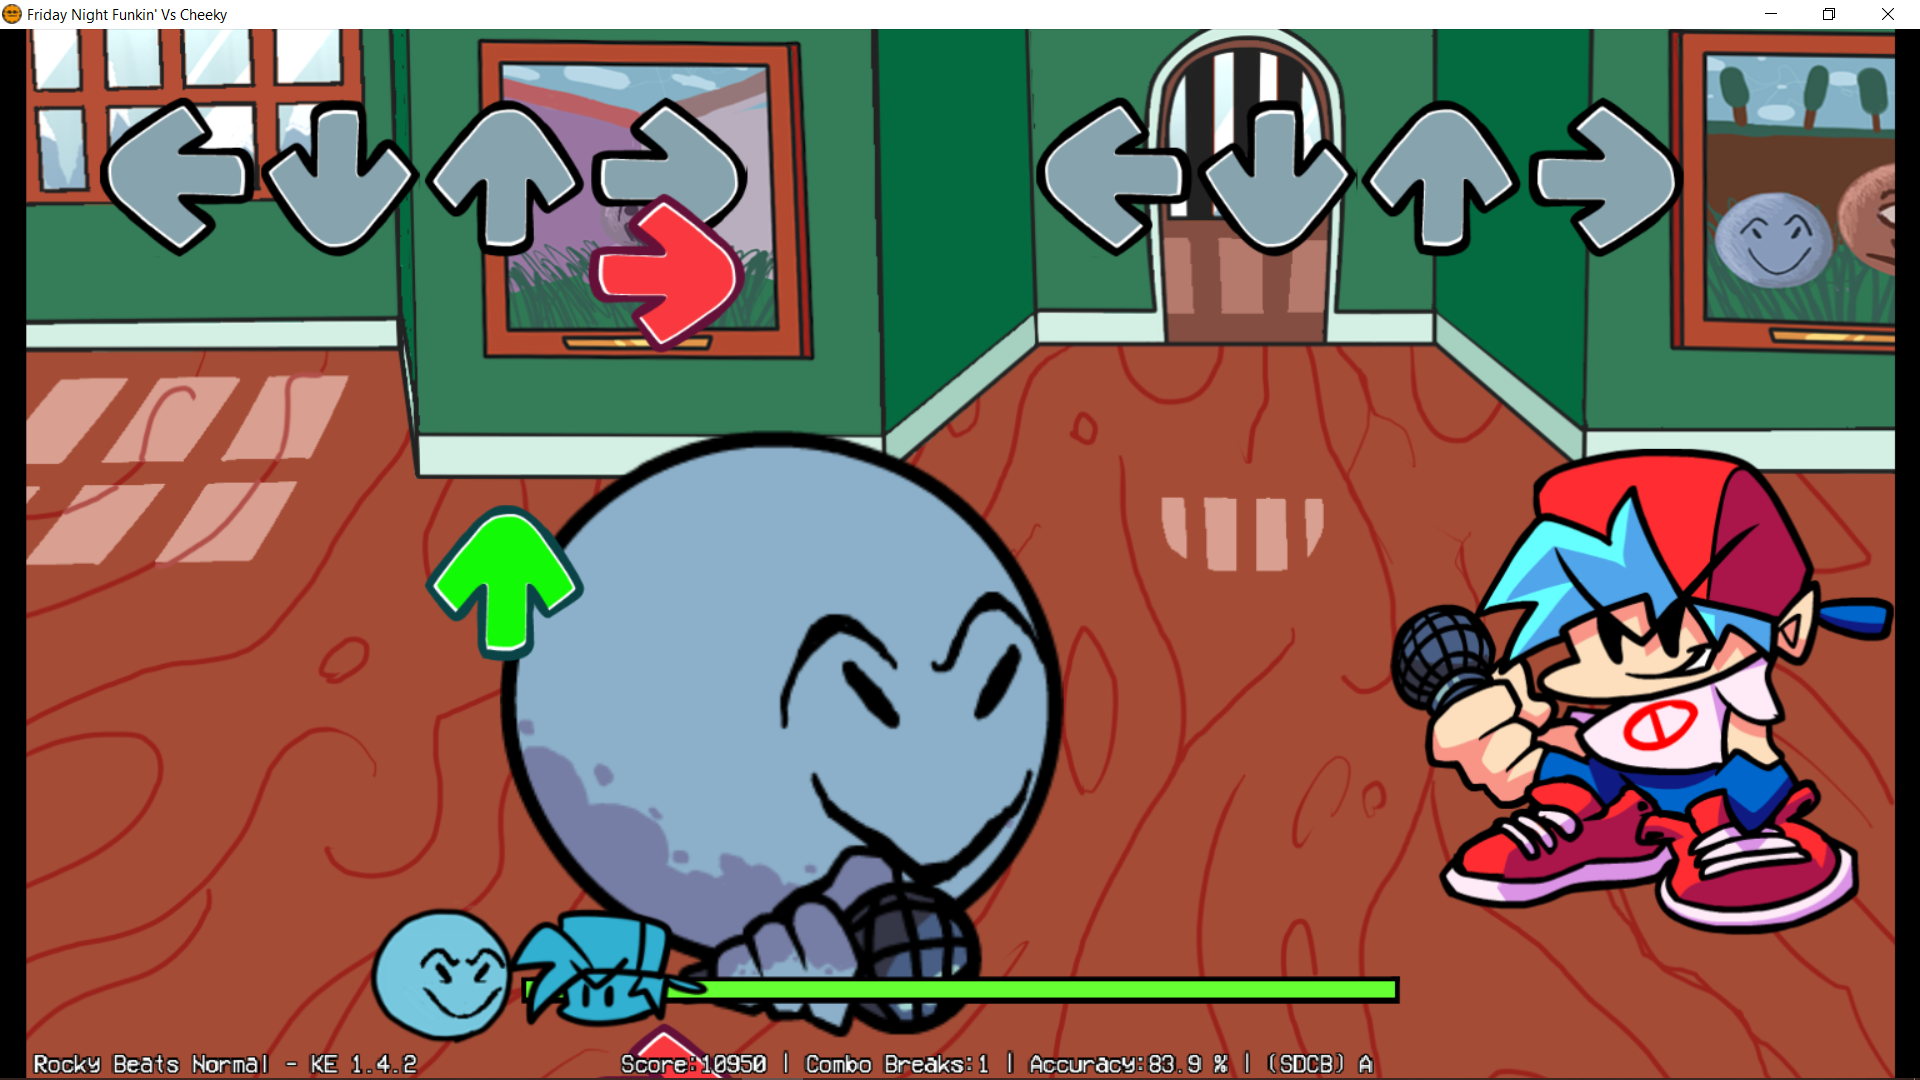 Friday Night Funkin' Vs Cheeky
Rocky Beats Normal - KE 1.4.2
Score:10950 | Combo Breaks:1 | Accuracy:83.9 % | (SDCB) A